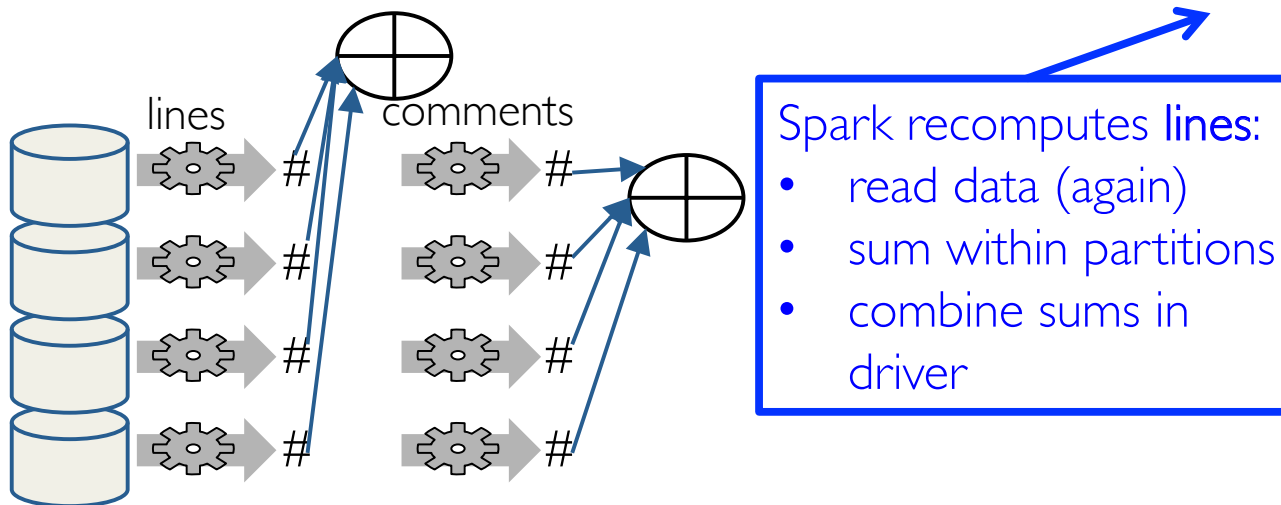 lines
comments
# #
# #
# #
# #
Spark recomputes lines:
• read data (again)
• sum within partitions
• combine sums in
driver